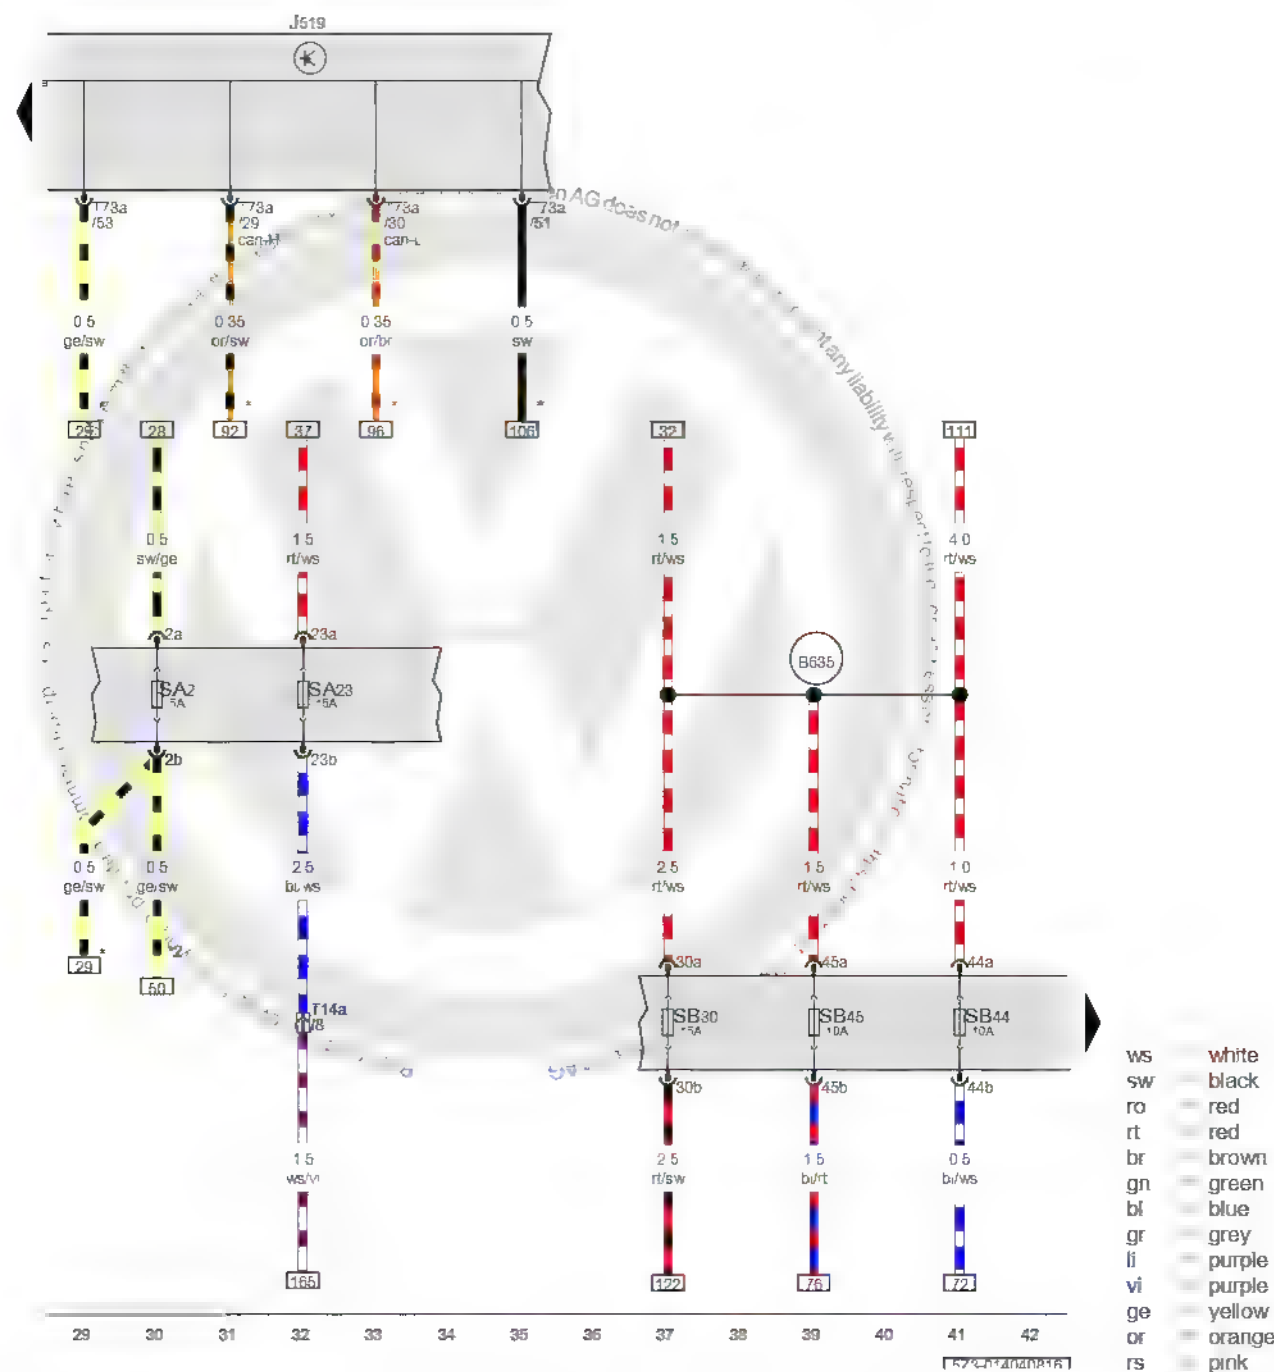 J519
T73a
/53
T73a
/29
can-H
T73a
/30
can-L
T73a
/51
AG does not
0.5
ge/sw
0.35
or/sw
0.35
or/br
0.5
sw
*
*
*
29
28
92
37
96
106
32
111
any liability
0.5
sw/ge
1.5
rt/ws
1.5
rt/ws
4.0
rt/ws
2a
23a
B635
SA2
5A
SA23
15A
2b
23b
0.5
ge/sw
0.5
ge/sw
2.5
bl/ws
2.5
rt/ws
1.5
rt/ws
1.0
rt/ws
*
29
50
30a
45a
44a
T14a
/8
SB30
15A
SB45
10A
SB44
10A
30b
45b
44b
1.5
ws/vi
2.5
rt/sw
1.5
bl/rt
0.5
bl/ws
165
122
76
72
ws = white
sw = black
ro = red
rt = red
br = brown
gn = green
bl = blue
gr = grey
li = purple
vi = purple
ge = yellow
or = orange
rs = pink
29 30 31 32 33 34 35 36 37 38 39 40 41 42
573-014040816